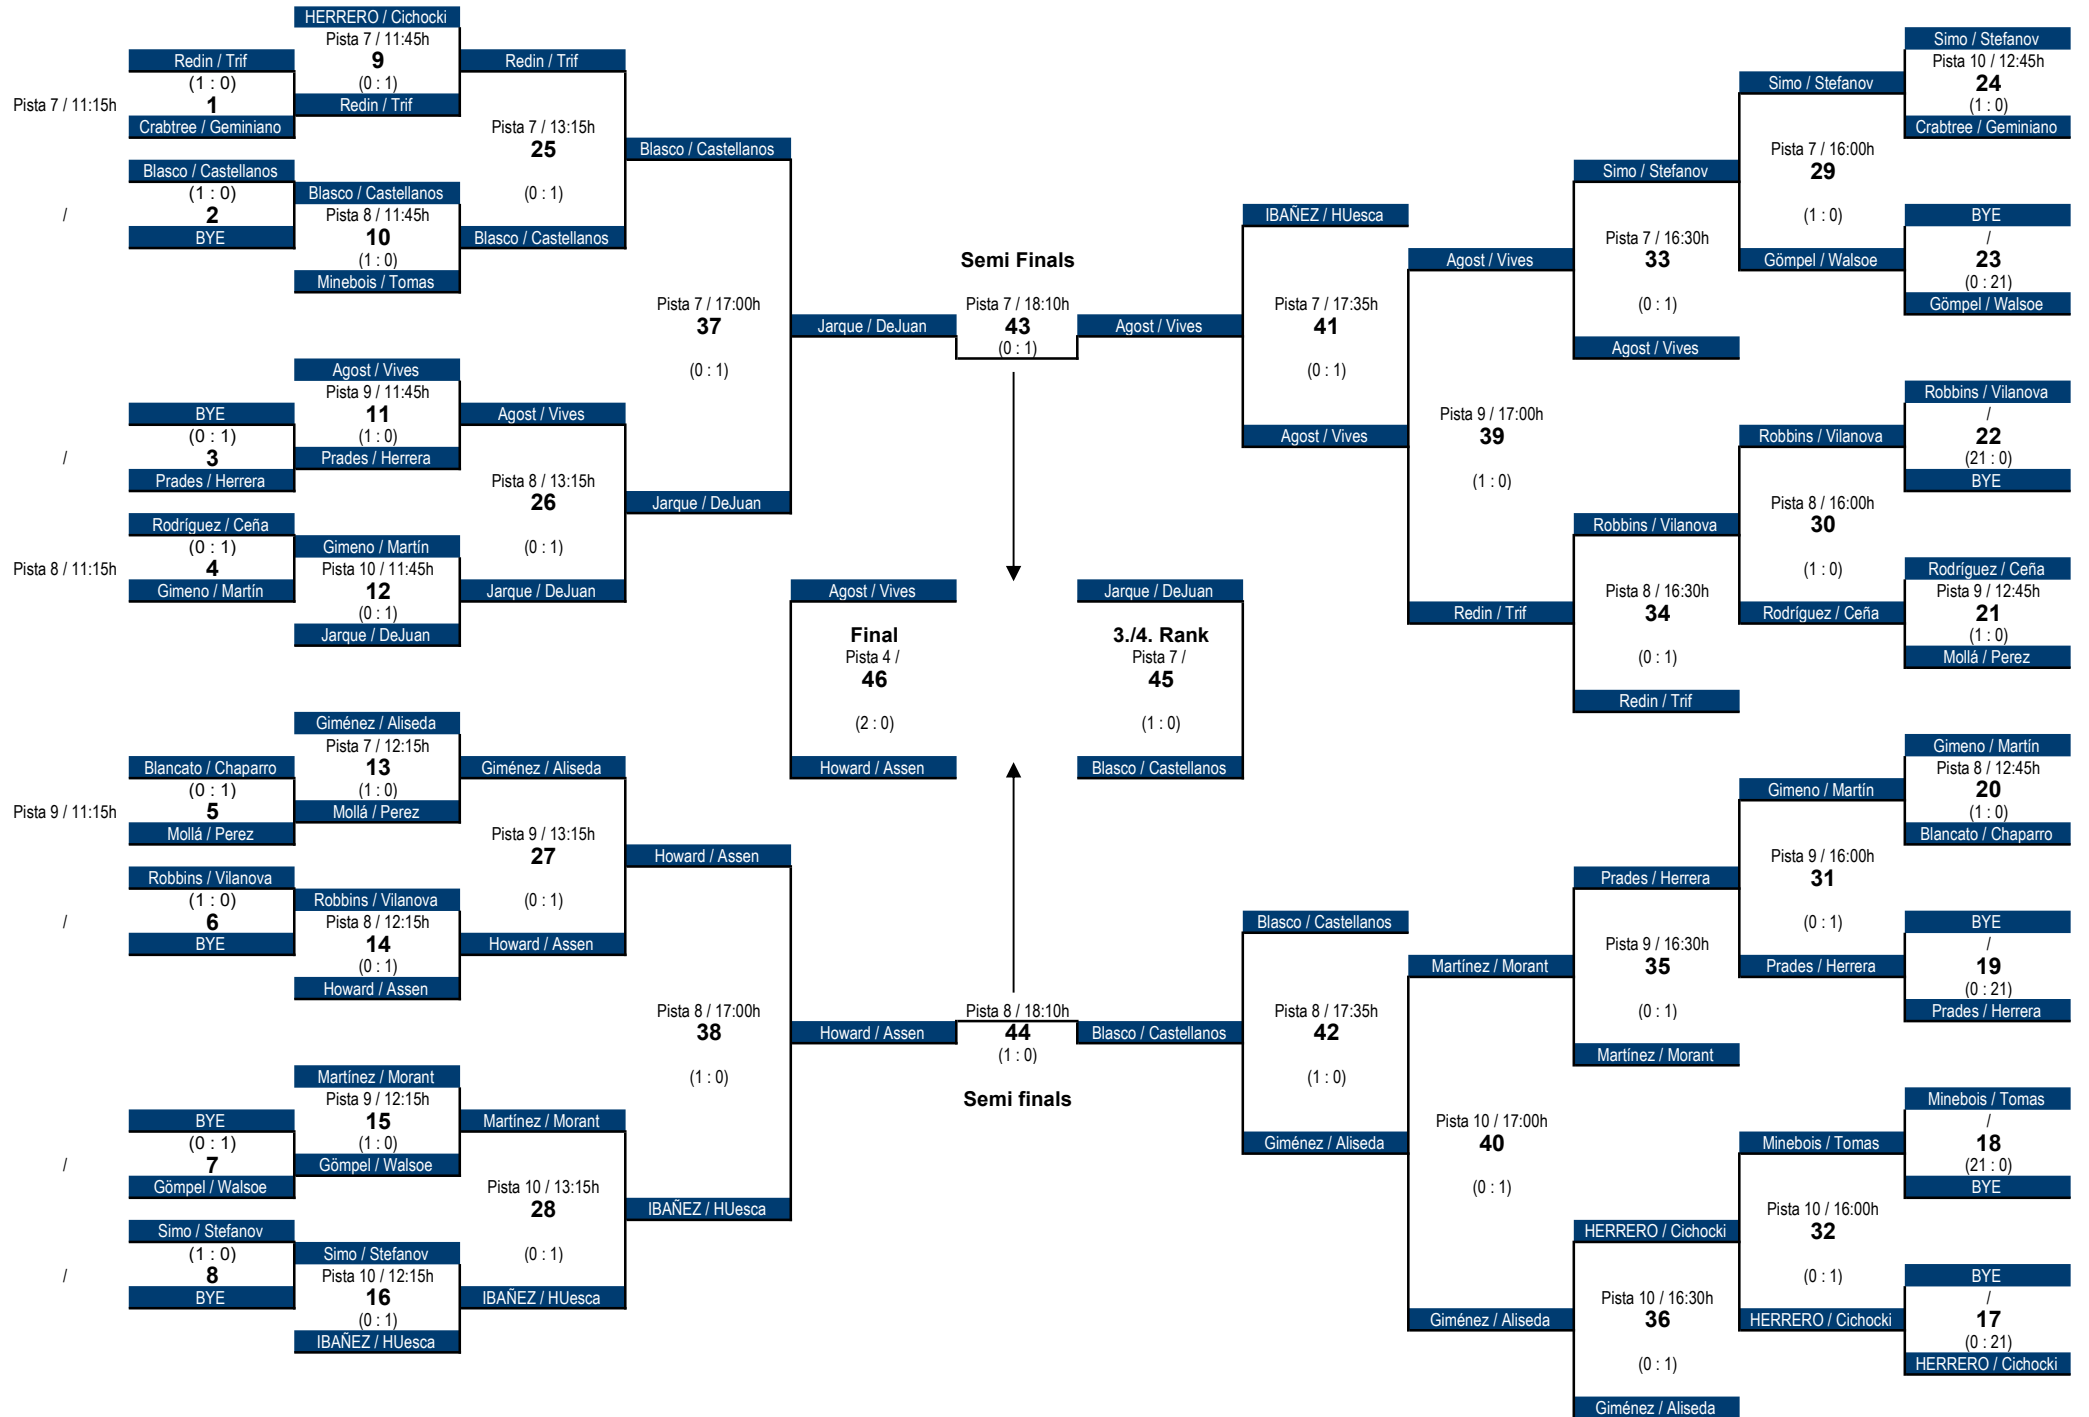 HERRERO / Cichocki
Pista 7 / 11:45h
Redin / Trif
9
Redin / Trif
(1 : 0)
(0 : 1)
Pista 7 / 11:15h
1
Redin / Trif
Crabtree / Geminiano
Pista 7 / 13:15h
25
Blasco / Castellanos
Blasco / Castellanos
(1 : 0)
Blasco / Castellanos
(0 : 1)
/
2
Pista 8 / 11:45h
BYE
10
Blasco / Castellanos
(1 : 0)
Minebois / Tomas
Pista 7 / 17:00h
37
Jarque / DeJuan
(0 : 1)
Agost / Vives
Pista 9 / 11:45h
BYE
11
Agost / Vives
(0 : 1)
(1 : 0)
/
3
Prades / Herrera
Prades / Herrera
Pista 8 / 13:15h
26
Jarque / DeJuan
Rodríguez / Ceña
(0 : 1)
Gimeno / Martín
(0 : 1)
Pista 8 / 11:15h
4
Pista 10 / 11:45h
Gimeno / Martín
12
Jarque / DeJuan
(0 : 1)
Jarque / DeJuan
Giménez / Aliseda
Pista 7 / 12:15h
Blancato / Chaparro
13
Giménez / Aliseda
(0 : 1)
(1 : 0)
Pista 9 / 11:15h
5
Mollá / Perez
Mollá / Perez
Pista 9 / 13:15h
27
Howard / Assen
Robbins / Vilanova
(1 : 0)
Robbins / Vilanova
(0 : 1)
/
6
Pista 8 / 12:15h
BYE
14
Howard / Assen
(0 : 1)
Howard / Assen
Pista 8 / 17:00h
38
Howard / Assen
(1 : 0)
Martínez / Morant
Pista 9 / 12:15h
BYE
15
Martínez / Morant
(0 : 1)
(1 : 0)
/
7
Gömpel / Walsoe
Gömpel / Walsoe
Pista 10 / 13:15h
28
IBAÑEZ / HUesca
Simo / Stefanov
(1 : 0)
Simo / Stefanov
(0 : 1)
/
8
Pista 10 / 12:15h
BYE
16
IBAÑEZ / HUesca
(0 : 1)
IBAÑEZ / HUesca
Semi Finals
Pista 7 / 18:10h
43
(0 : 1)
Agost / Vives
Final
Pista 4 /
46
(2 : 0)
Howard / Assen
Jarque / DeJuan
3./4. Rank
Pista 7 /
45
(1 : 0)
Blasco / Castellanos
Pista 8 / 18:10h
44
(1 : 0)
Semi finals
Agost / Vives
IBAÑEZ / HUesca
Pista 7 / 17:35h
41
(0 : 1)
Agost / Vives
Agost / Vives
Pista 9 / 17:00h
39
(1 : 0)
Redin / Trif
Simo / Stefanov
Pista 7 / 16:30h
33
(0 : 1)
Agost / Vives
Simo / Stefanov
Pista 7 / 16:00h
29
(1 : 0)
Gömpel / Walsoe
Simo / Stefanov
Pista 10 / 12:45h
24
(1 : 0)
Crabtree / Geminiano
BYE
/
23
(0 : 21)
Gömpel / Walsoe
Robbins / Vilanova
Pista 8 / 16:30h
34
(0 : 1)
Redin / Trif
Robbins / Vilanova
Pista 8 / 16:00h
30
(1 : 0)
Rodríguez / Ceña
Robbins / Vilanova
/
22
(21 : 0)
BYE
Rodríguez / Ceña
Pista 9 / 12:45h
21
(1 : 0)
Mollá / Perez
Blasco / Castellanos
Blasco / Castellanos
Pista 8 / 17:35h
42
(1 : 0)
Giménez / Aliseda
Martínez / Morant
Pista 10 / 17:00h
40
(0 : 1)
Giménez / Aliseda
Prades / Herrera
Pista 9 / 16:30h
35
(0 : 1)
Martínez / Morant
Gimeno / Martín
Pista 9 / 16:00h
31
(0 : 1)
Prades / Herrera
Gimeno / Martín
Pista 8 / 12:45h
20
(1 : 0)
Blancato / Chaparro
BYE
/
19
(0 : 21)
Prades / Herrera
HERRERO / Cichocki
Pista 10 / 16:30h
36
(0 : 1)
Giménez / Aliseda
Minebois / Tomas
Pista 10 / 16:00h
32
(0 : 1)
HERRERO / Cichocki
Minebois / Tomas
/
18
(21 : 0)
BYE
BYE
/
17
(0 : 21)
HERRERO / Cichocki